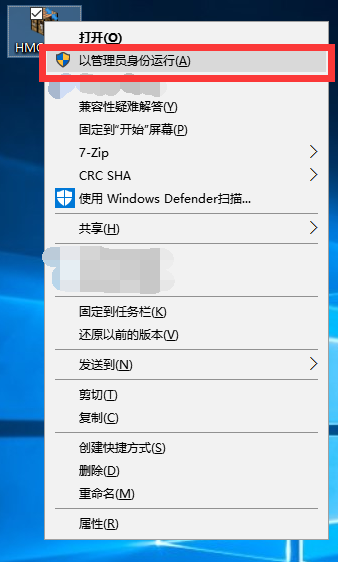 HMC
打开(O)
以管理员身份运行(A)
兼容性疑难解答(Y)
固定到"开始"屏幕(P)
7-Zip
CRC SHA
使用 Windows Defender扫描...
共享(H)
固定到任务栏(K)
还原以前的版本(V)
发送到(N)
剪切(T)
复制(C)
创建快捷方式(S)
删除(D)
重命名(M)
属性(R)